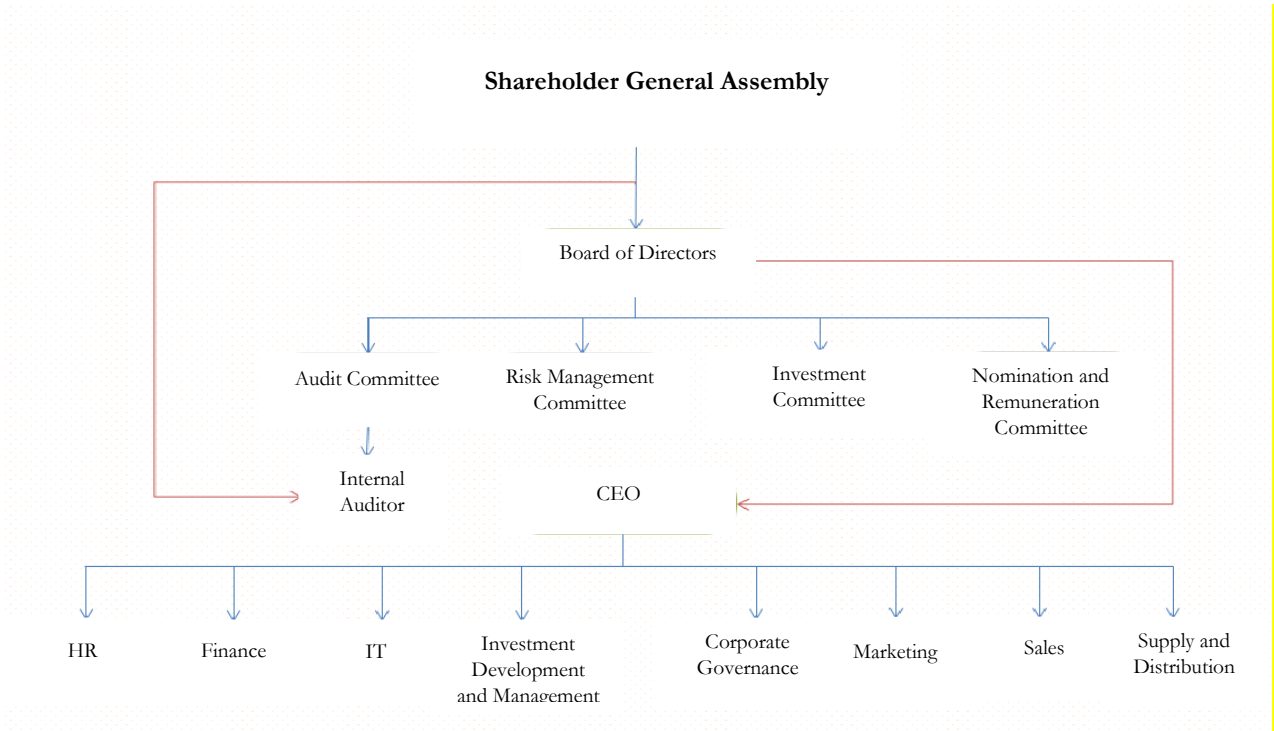 Shareholder General Assembly
Board of Directors
Audit Committee
Risk Management
Committee
Investment
Committee
Nomination and
Remuneration
Committee
Internal
Auditor
CEO
HR
Finance
IT
Investment
Development
and Management
Corporate
Governance
Marketing
Sales
Supply and
Distribution